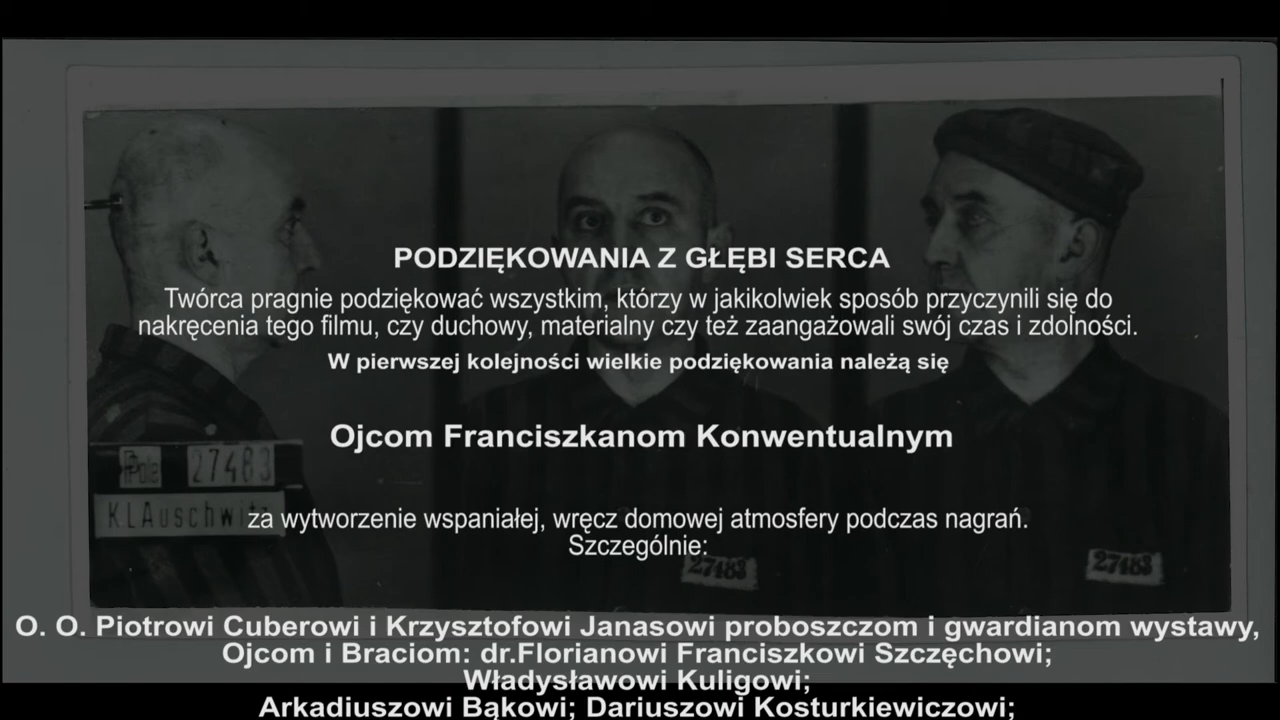 PODZIĘKOWANIA Z GŁĘBI SERCA
Twórca pragnie podziękować wszystkim, którzy w jakikolwiek sposób przyczynili się do
nakręcenia tego filmu, czy duchowy, materialny czy też zaangażowali swój czas i zdolności.
W pierwszej kolejności wielkie podziękowania należą się
Ojcom Franciszkanom Konwentualnym
Pole 27483
KLAuschwitz
za wytworzenie wspaniałej, wręcz domowej atmosfery podczas nagrań.
Szczególnie:
27483
27483
O. O. Piotrowi Cuberowi i Krzysztofowi Janasowi proboszczom i gwardianom wystawy,
Ojcom i Braciom: dr.Florianowi Franciszkowi Szczęchowi;
Władysławowi Kuligowi;
Arkadiuszowi Bąkowi; Dariuszowi Kosturkiewiczowi;